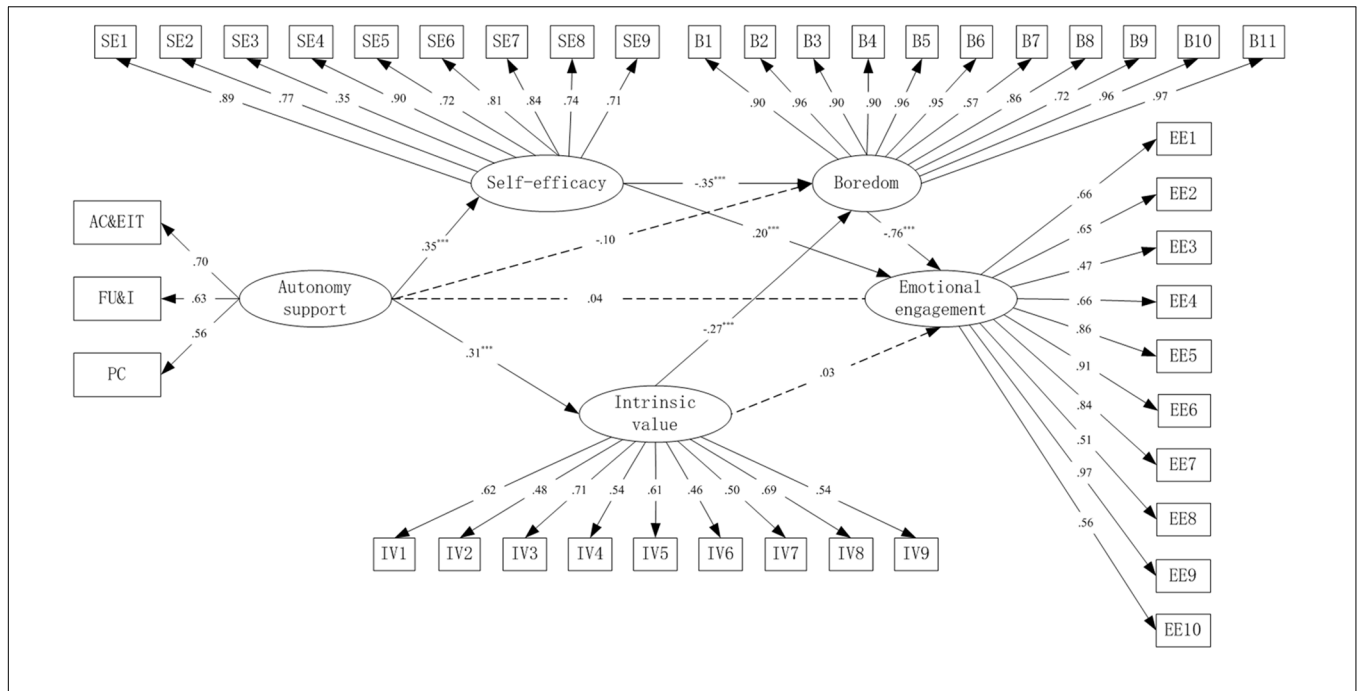 SE1 SE2 SE3 SE4 SE5 SE6 SE7 SE8 SE9 B1 B2 B3 B4 B5 B6 B7 B8 B9 B10 B11
.89 .77 .35 .90 .72 .81 .84 .74 .71 .90 .96 .90 .90 .96 .95 .57 .86 .72 .96 .97
EE1
Self-efficacy -.35*** Boredom
.66
EE2
AC&EIT
.65
.35*** -.10 .20*** -.76***
EE3
.70
.47
Autonomy
support
.04
Emotional
engagement
FU&I
.63
.66
EE4
.56
-.27***
.86
EE5
.31***
PC
.03
.91
EE6
Intrinsic
value
.84
EE7
.51
.62 .48 .71 .54 .61 .46 .50 .69 .54
.97
EE8
.56
IV1 IV2 IV3 IV4 IV5 IV6 IV7 IV8 IV9
EE9
EE10